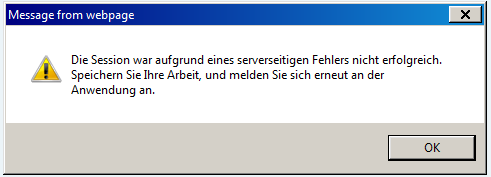 Message from webpage
Die Session war aufgrund eines serverseitigen Fehlers nicht erfolgreich.
Speichern Sie Ihre Arbeit, und melden Sie sich erneut an der
Anwendung an.
OK